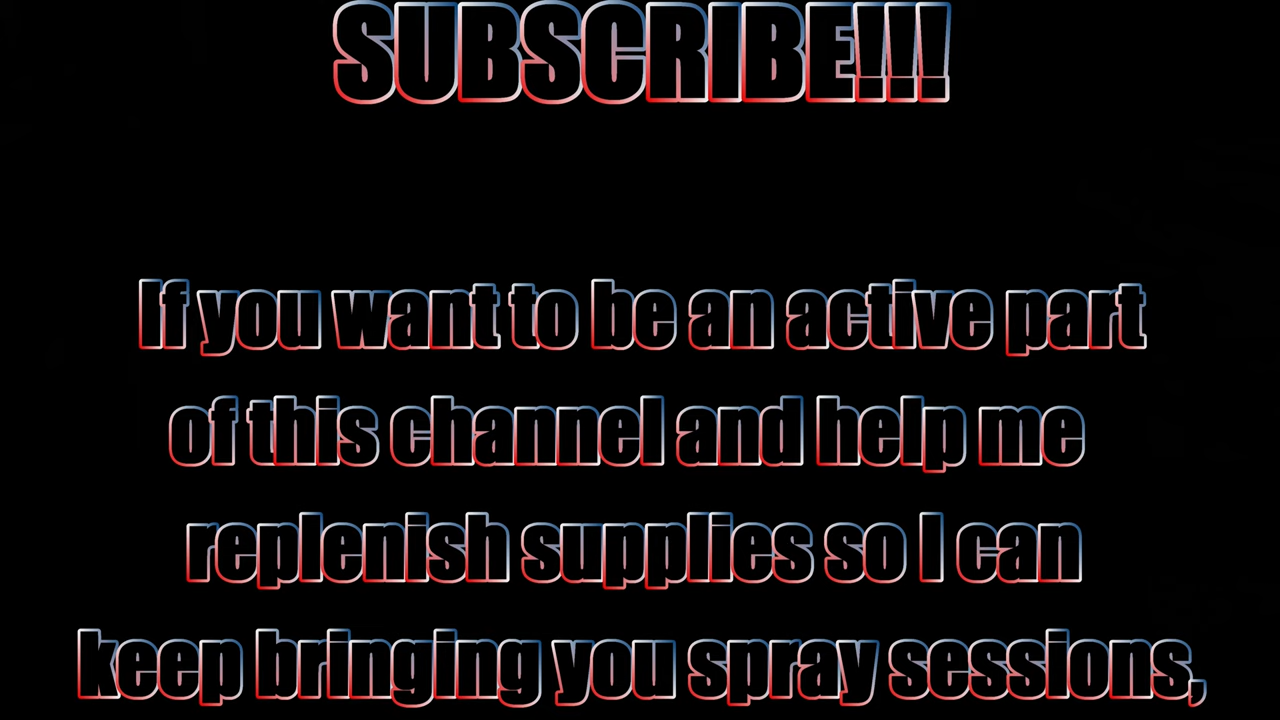 SUBSCRIBE!!!
If you want to be an active part
of this channel and help me
replenish supplies so I can
keep bringing you spray sessions,